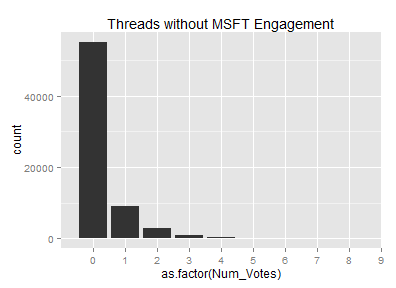 Threads without MSFT Engagement
count
40000
20000
0
0 1 2 3 4 5 6 7 8 9
as.factor(Num_Votes)